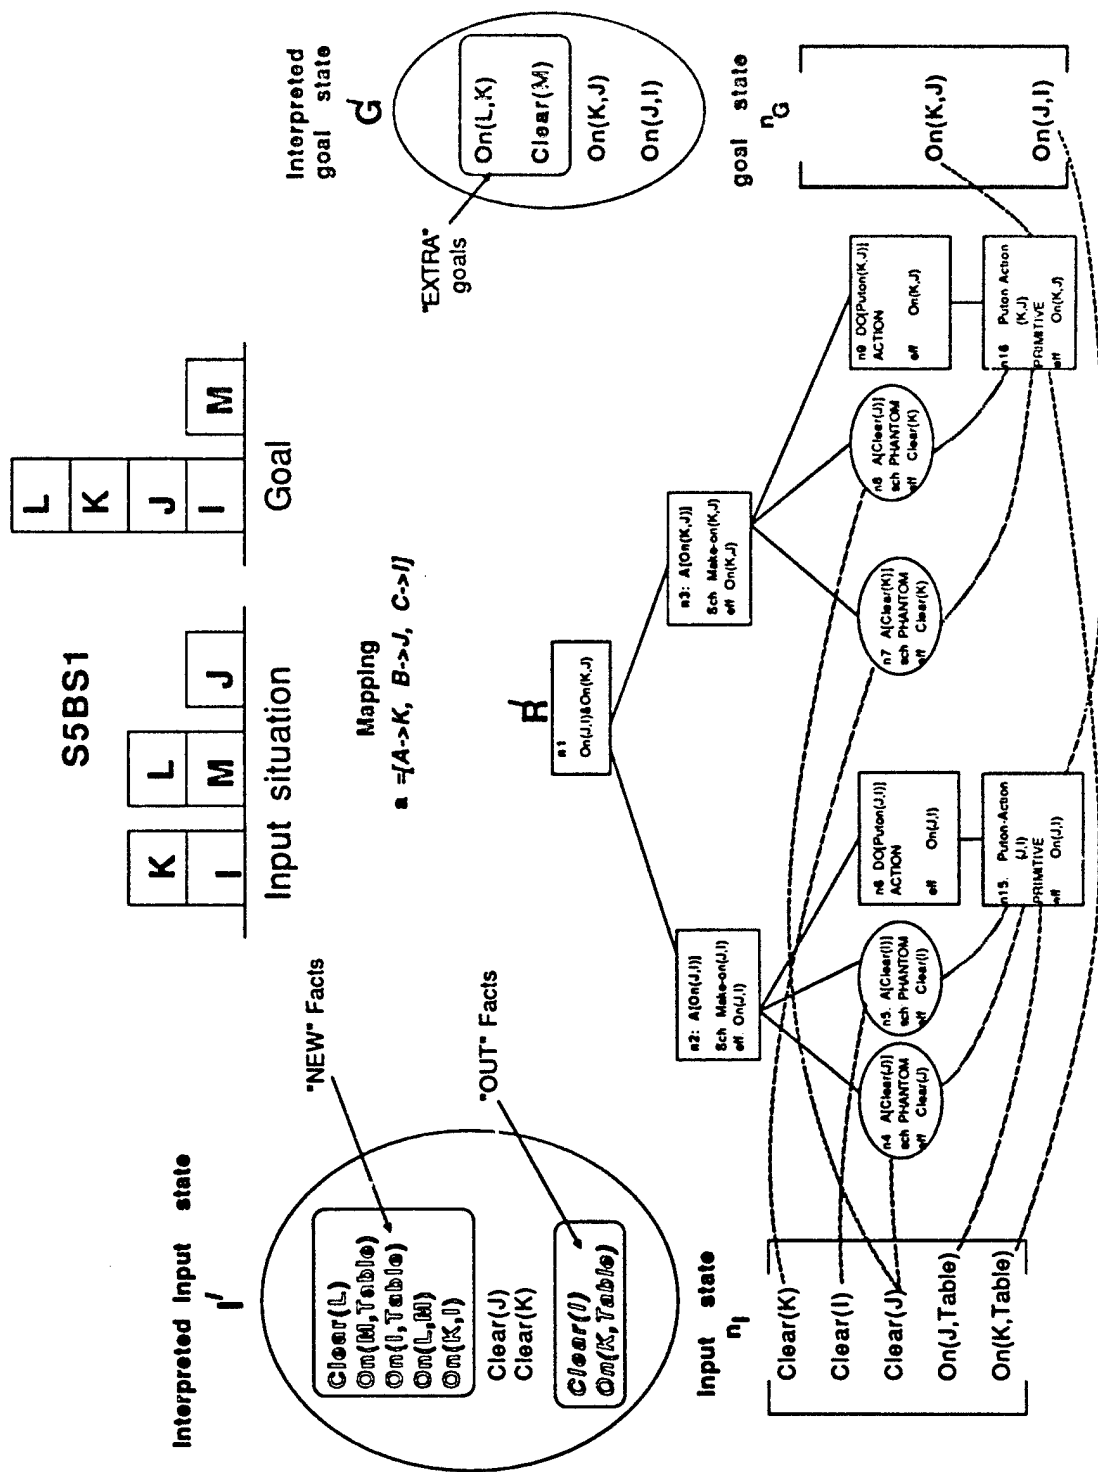 S5BS1
K
I
L
M
J
Input situation
L
K
J
I
M
Goal
Mapping
a ={A->K, B->J, C->I}
Interpreted Input state
I'
Clear(L)
On(M,Table)
On(I,Table)
On(L,M)
On(K,I)
Clear(J)
Clear(K)
Clear(I)
On(K,Table)
"NEW" Facts
"OUT" Facts
Interpreted
goal state
G'
On(L,K)
Clear(M)
On(K,J)
On(J,I)
"EXTRA"
goals
R'
n1
On(J,I)&On(K,J)
n2: A[On(J,I)]
Sch Make-on(J,I)
eff On(J,I)
n3: A[On(K,J)]
Sch Make-on(K,J)
eff On(K,J)
n4 A[Clear(J)]
sch PHANTOM
eff Clear(J)
n5. A[Clear(I)]
sch PHANTOM
eff Clear(I)
n6 DO[Puton(J,I)]
ACTION
eff On(J,I)
n7 A[Clear(K)]
sch PHANTOM
eff Clear(K)
n8 A[Clear(J)]
sch PHANTOM
eff Clear(K)
n9 DO[Puton(K,J)]
ACTION
eff On(K,J)
n15. Puton-Action
(J,I)
PRIMITIVE
eff On(J,I)
n16 Puton Action
(K,J)
PRIMITIVE
eff On(K,J)
Input state
nI
Clear(K)
Clear(I)
Clear(J)
On(J,Table)
On(K,Table)
goal state
nG
On(K,J)
On(J,I)